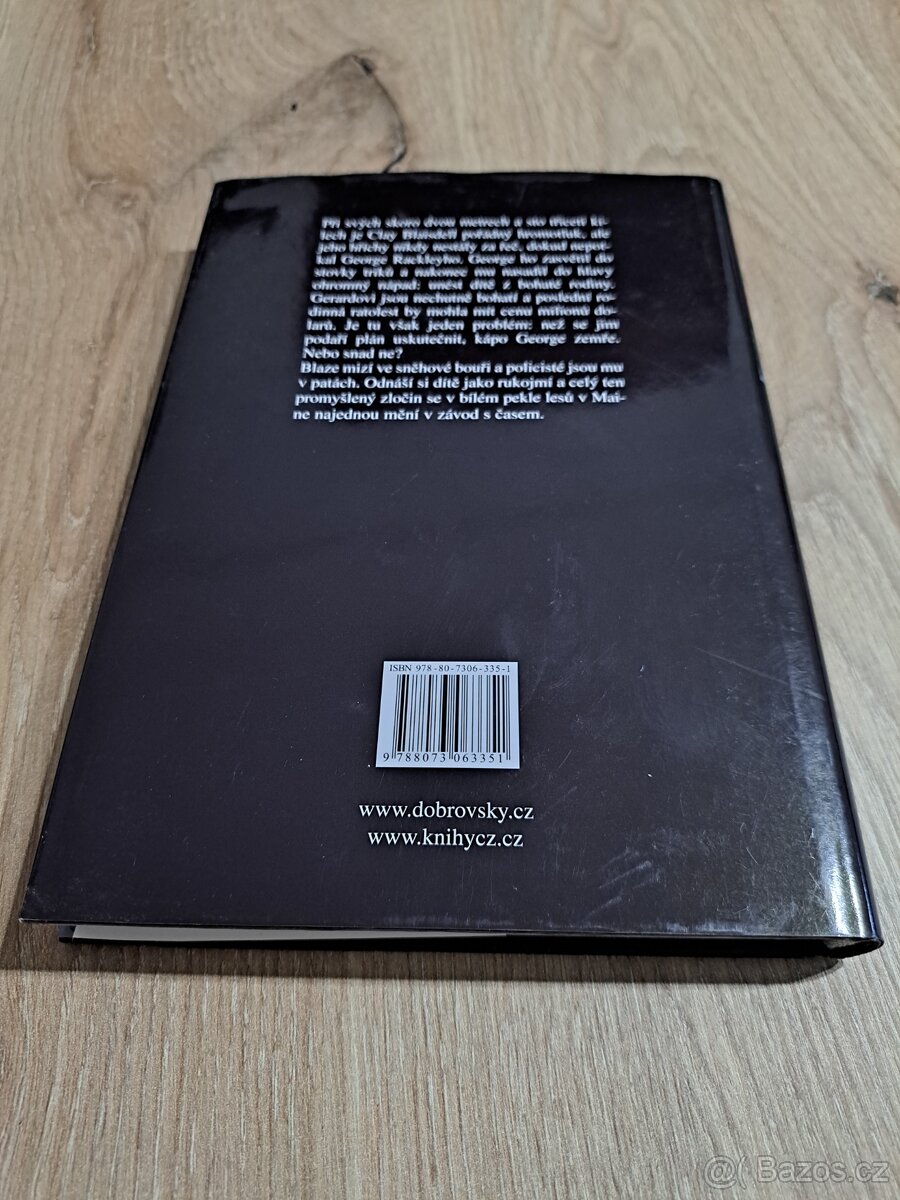 Při svých skoro dvou metrech a sto třiceti ki-
lech je Clay Blaisdell pořádný hromotluk, ale
jeho hříchy nikdy nestály za řeč, dokud nepot-
kal George Rackleyho. George ho zasvětil do
stovky triků a nakonec mu nasadil do hlavy
ohromný nápad: unést dítě z bohaté rodiny.
Gerardovi jsou nechutně bohatí a poslední ro-
dinná ratolest by mohla mít cenu milionů do-
larů. Je tu však jeden problém: než se jim
podaří plán uskutečnit, kápo George zemře.
Nebo snad ne?
Blaze mizí ve sněhové bouři a policisté jsou mu
v patách. Odnáší si dítě jako rukojmí a celý ten
promyšlený zločin se v bílém pekle lesů v Mai-
ne najednou mění v závod s časem.
ISBN 978-80-7306-335-1
9 788073 063351
www.dobrovsky.cz
www.knihycz.cz
@( Bazos.cz